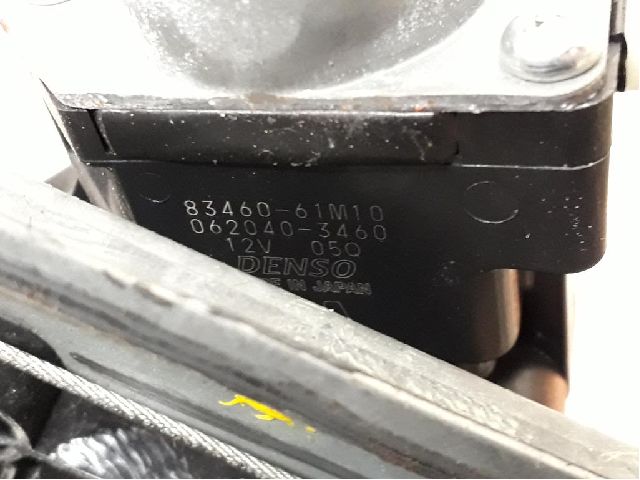 83460-61M10
062040-3460
12V 05Q
DENSO
IN JAPAN
A